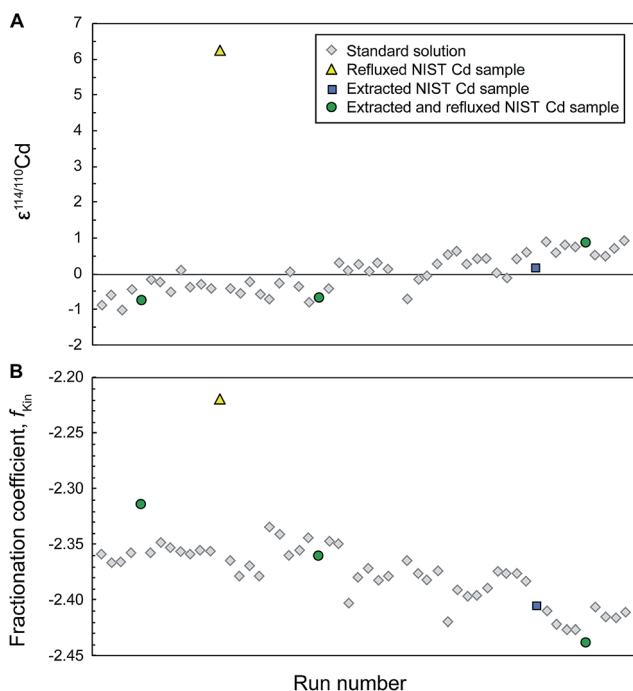 A
7
6
5
4
3
2
1
0
-1
-2
ε114/110Cd
Standard solution
Refluxed NIST Cd sample
Extracted NIST Cd sample
Extracted and refluxed NIST Cd sample
B
-2.20
-2.25
-2.30
-2.35
-2.40
-2.45
Fractionation coefficient, fKin
Run number